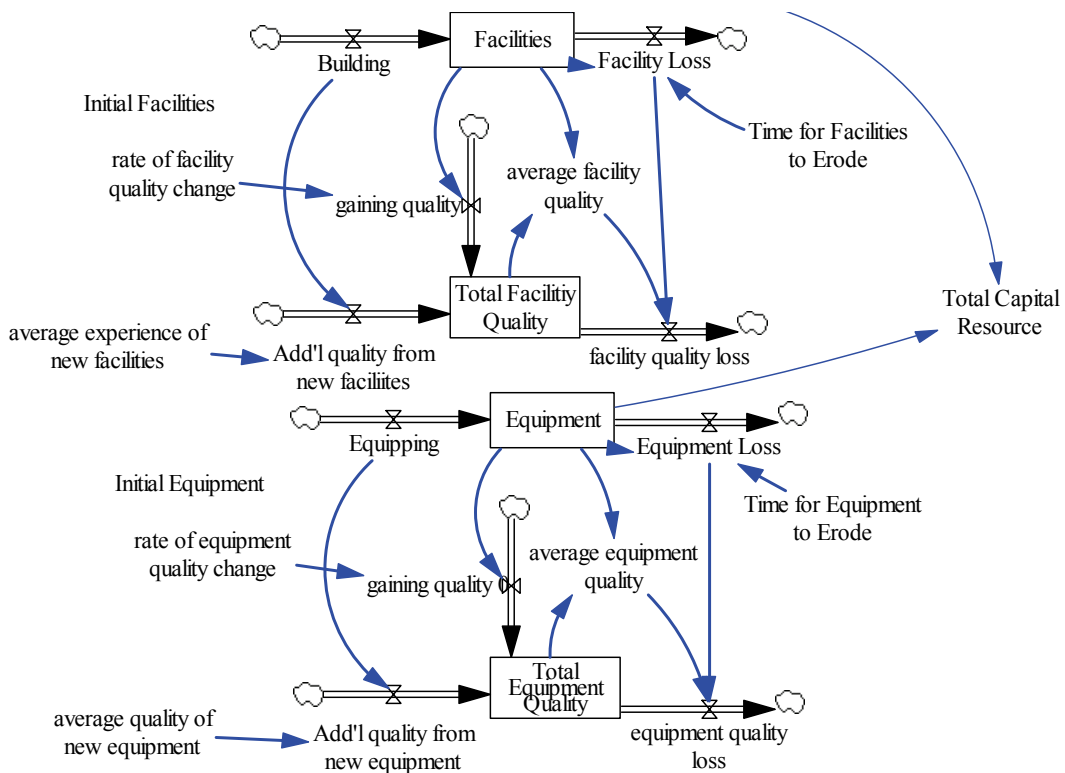 Facilities
Building
Facility Loss
Initial Facilities
Time for Facilities
to Erode
rate of facility
quality change
average facility
quality
gaining quality
Total Facilitiy
Quality
Total Capital
Resource
average experience of
new facilities
Add'l quality from
new faciliites
facility quality loss
Equipment
Equipping
Equipment Loss
Initial Equipment
Time for Equipment
to Erode
rate of equipment
quality change
average equipment
quality
gaining quality 0
Total
Equipment
Quality
average quality of
new equipment
Add'l quality from
new equipment
equipment quality
loss